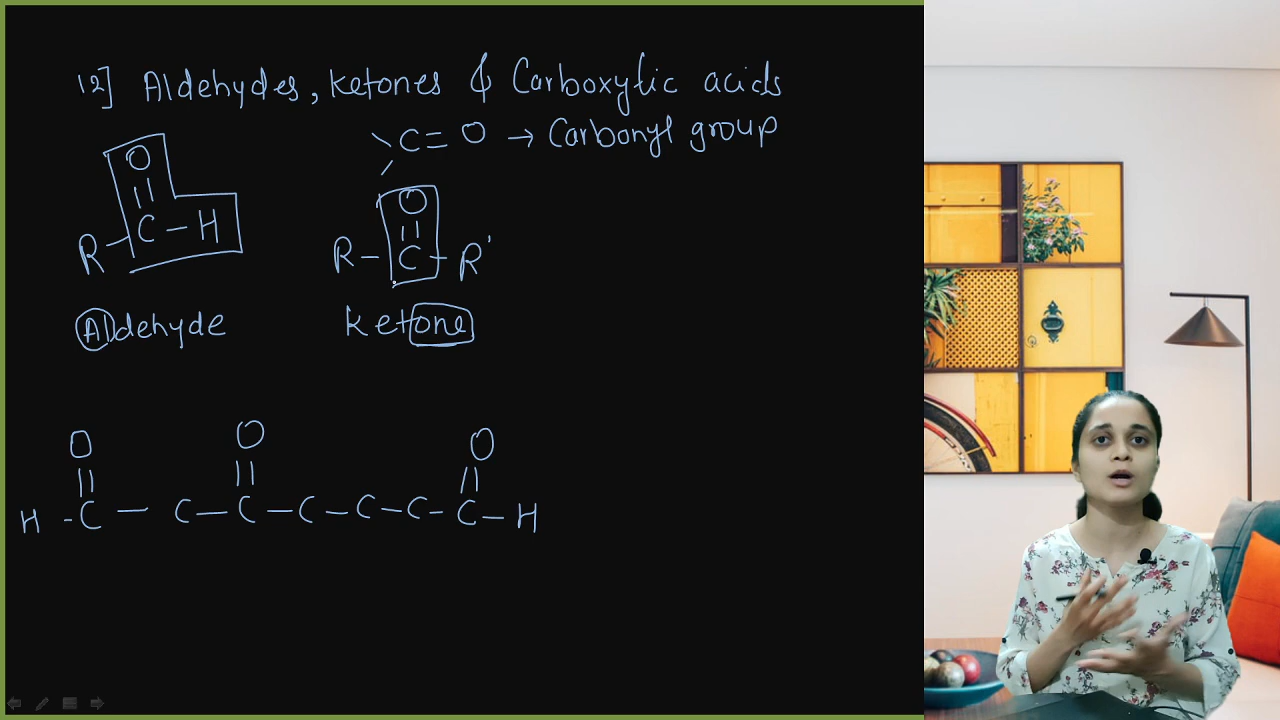 12] Aldehydes, ketones & Carboxylic acids
C = O → Carbonyl group
O
O
R - C - H
R - C - R'
Aldehyde
ketone
O
O
O
H - C - C - C - C - C - C - C - H